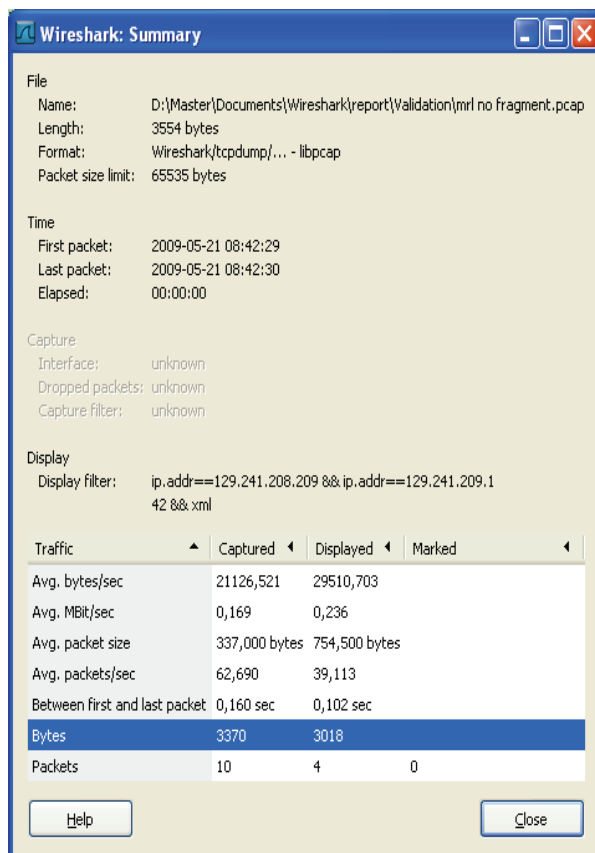 Wireshark: Summary
File
Name: D:\Master\Documents\Wireshark\report\Validation\mrl no fragment.pcap
Length: 3554 bytes
Format: Wireshark/tcpdump/... - libpcap
Packet size limit: 65535 bytes
Time
First packet: 2009-05-21 08:42:29
Last packet: 2009-05-21 08:42:30
Elapsed: 00:00:00
Capture
Interface: unknown
Dropped packets: unknown
Capture filter: unknown
Display
Display filter: ip.addr==129.241.208.209 && ip.addr==129.241.209.1
42 && xml
Traffic Captured Displayed Marked
Avg. bytes/sec 21126,521 29510,703
Avg. MBit/sec 0,169 0,236
Avg. packet size 337,000 bytes 754,500 bytes
Avg. packets/sec 62,690 39,113
Between first and last packet 0,160 sec 0,102 sec
Bytes 3370 3018
Packets 10 4 0
Help Close